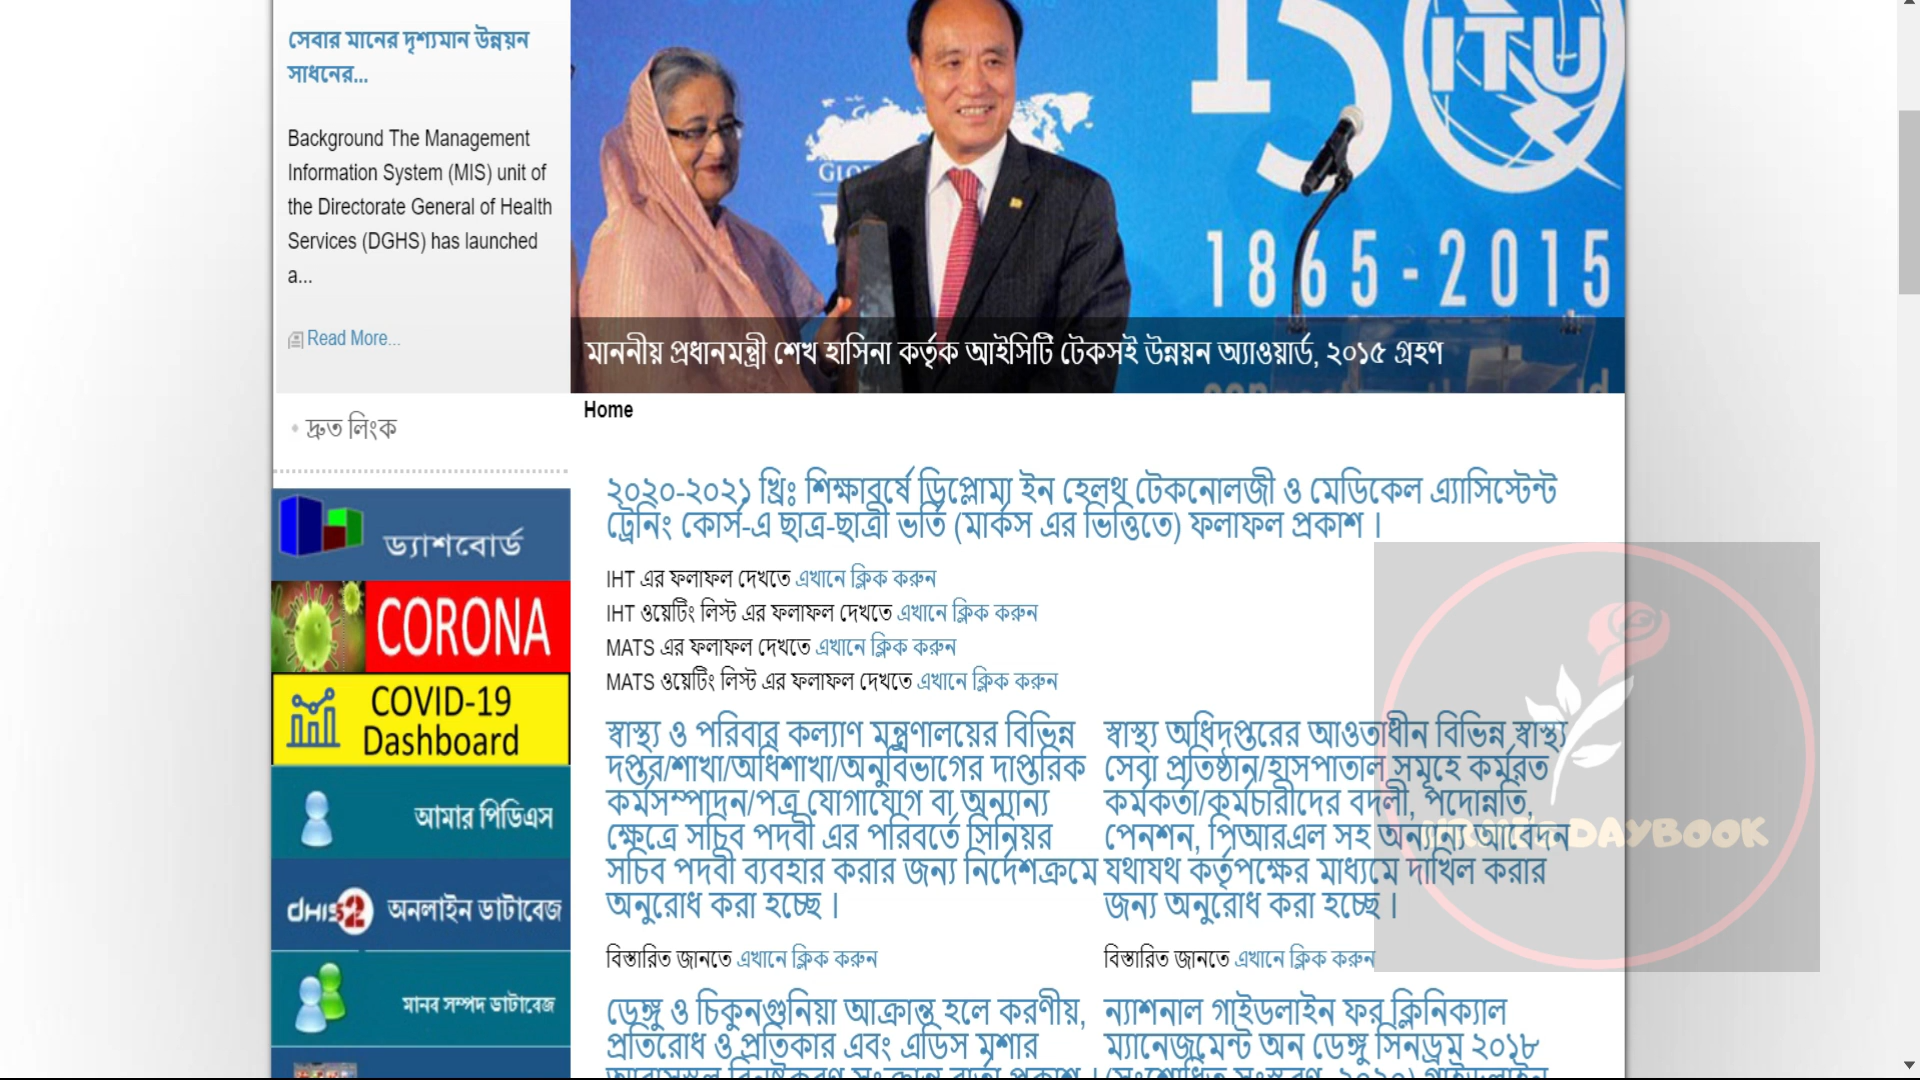 সেবার মানের দৃশ্যমান উন্নয়ন
সাধনের...
Background The Management
Information System (MIS) unit of
the Directorate General of Health
Services (DGHS) has launched
a...
Read More...
150
ITU
1865-2015
মাননীয় প্রধানমন্ত্রী শেখ হাসিনা কর্তৃক আইসিটি টেকসই উন্নয়ন অ্যাওয়ার্ড, ২০১৫ গ্রহণ
Home
দ্রুত লিংক
ড্যাশবোর্ড
CORONA
COVID-19
Dashboard
আমার পিডিএস
dHIS2 অনলাইন ডাটাবেজ
মানব সম্পদ ডাটাবেজ
২০২০-২০২১ খ্রিঃ শিক্ষাবর্ষে ডিপ্লোমা ইন হেলথ টেকনোলজী ও মেডিকেল এ্যাসিস্টেন্ট
ট্রেনিং কোর্স-এ ছাত্র-ছাত্রী ভর্তি (মার্কস এর ভিত্তিতে) ফলাফল প্রকাশ।
IHT এর ফলাফল দেখতে এখানে ক্লিক করুন
IHT ওয়েটিং লিস্ট এর ফলাফল দেখতে এখানে ক্লিক করুন
MATS এর ফলাফল দেখতে এখানে ক্লিক করুন
MATS ওয়েটিং লিস্ট এর ফলাফল দেখতে এখানে ক্লিক করুন
স্বাস্থ্য ও পরিবার কল্যাণ মন্ত্রণালয়ের বিভিন্ন
দপ্তর/শাখা/অধিশাখা/অনুবিভাগের দাপ্তরিক
কর্মসম্পাদন/পত্র যোগাযোগ বা অন্যান্য
ক্ষেত্রে সচিব পদবী এর পরিবর্তে সিনিয়র
সচিব পদবী ব্যবহার করার জন্য নির্দেশক্রমে
অনুরোধ করা হচ্ছে।
বিস্তারিত জানতে এখানে ক্লিক করুন
স্বাস্থ্য অধিদপ্তরের আওতাধীন বিভিন্ন স্বাস্থ্য
সেবা প্রতিষ্ঠান/হাসপাতাল সমূহে কর্মরত
কর্মকর্তা/কর্মচারীদের বদলী, পদোন্নতি,
পেনশন, পিআরএল সহ অন্যান্য আবেদন
যথাযথ কর্তৃপক্ষের মাধ্যমে দাখিল করার
জন্য অনুরোধ করা হচ্ছে।
বিস্তারিত জানতে এখানে ক্লিক করুন
DAYBOOK
ডেঙ্গু ও চিকুনগুনিয়া আক্রান্ত হলে করণীয়,
প্রতিরোধ ও প্রতিকার এবং এডিস মশার
ন্যাশনাল গাইডলাইন ফর ক্লিনিক্যাল
ম্যানেজমেন্ট অন ডেঙ্গু সিনড্রম ২০১৮